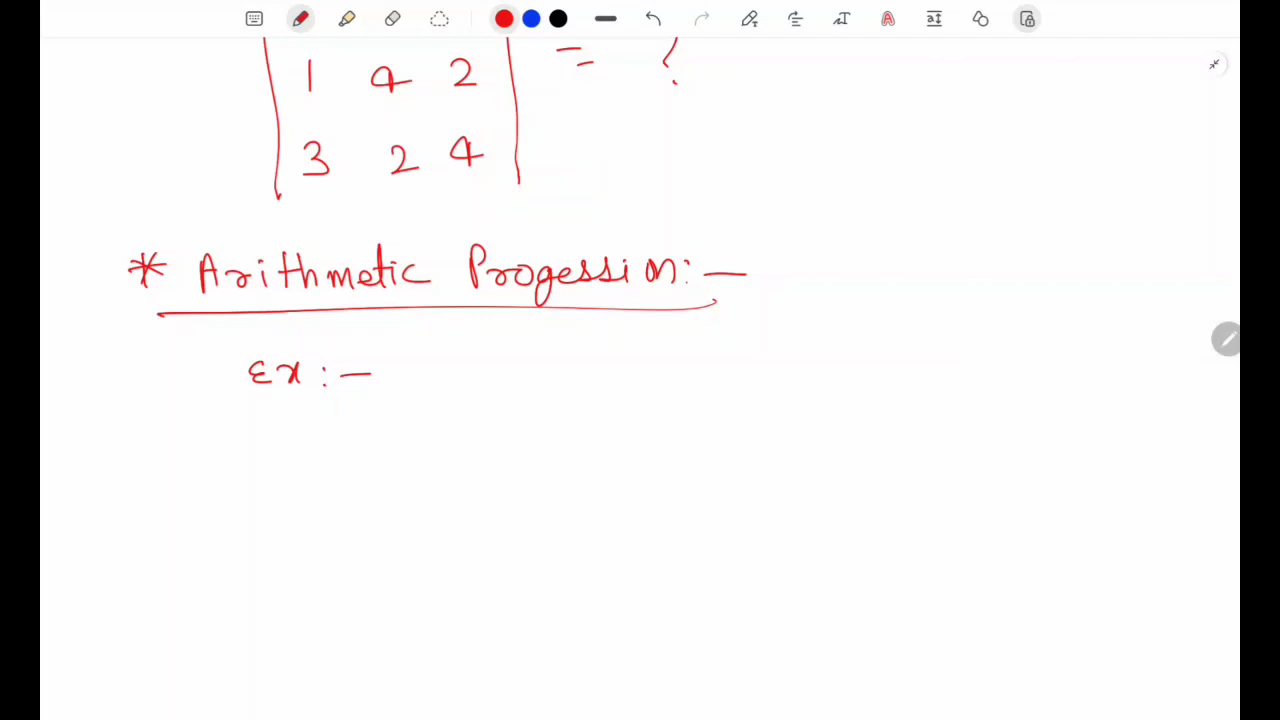 1 4 2 = ?
3 2 4
* Arithmetic Progession:—
Ex:—